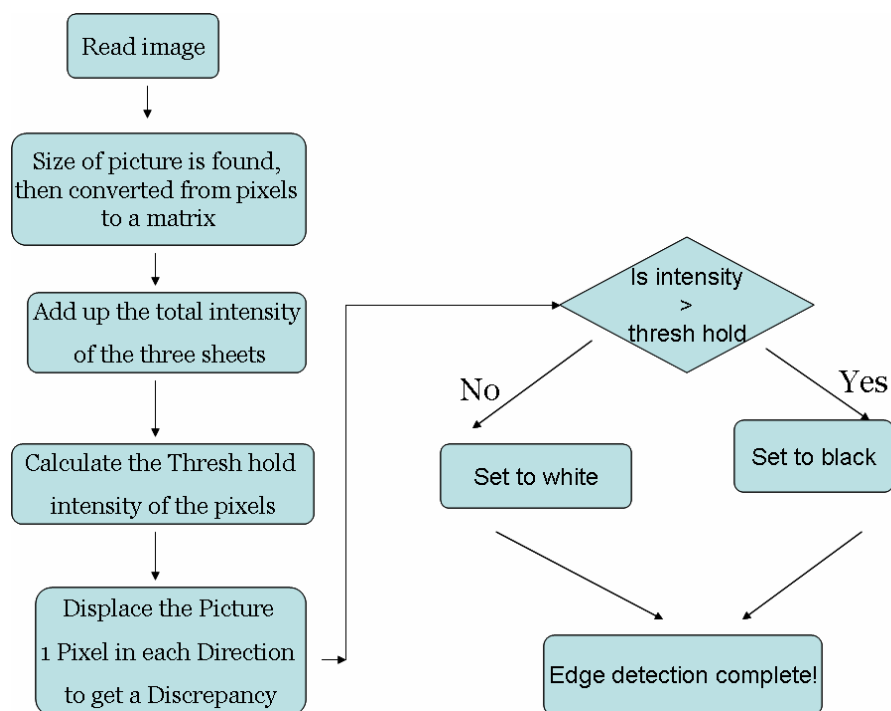 Read image
Size of picture is found,
then converted from pixels
to a matrix
Add up the total intensity
of the three sheets
Calculate the Thresh hold
intensity of the pixels
Displace the Picture
1 Pixel in each Direction
to get a Discrepancy
Is intensity
>
thresh hold
No
Yes
Set to white
Set to black
Edge detection complete!